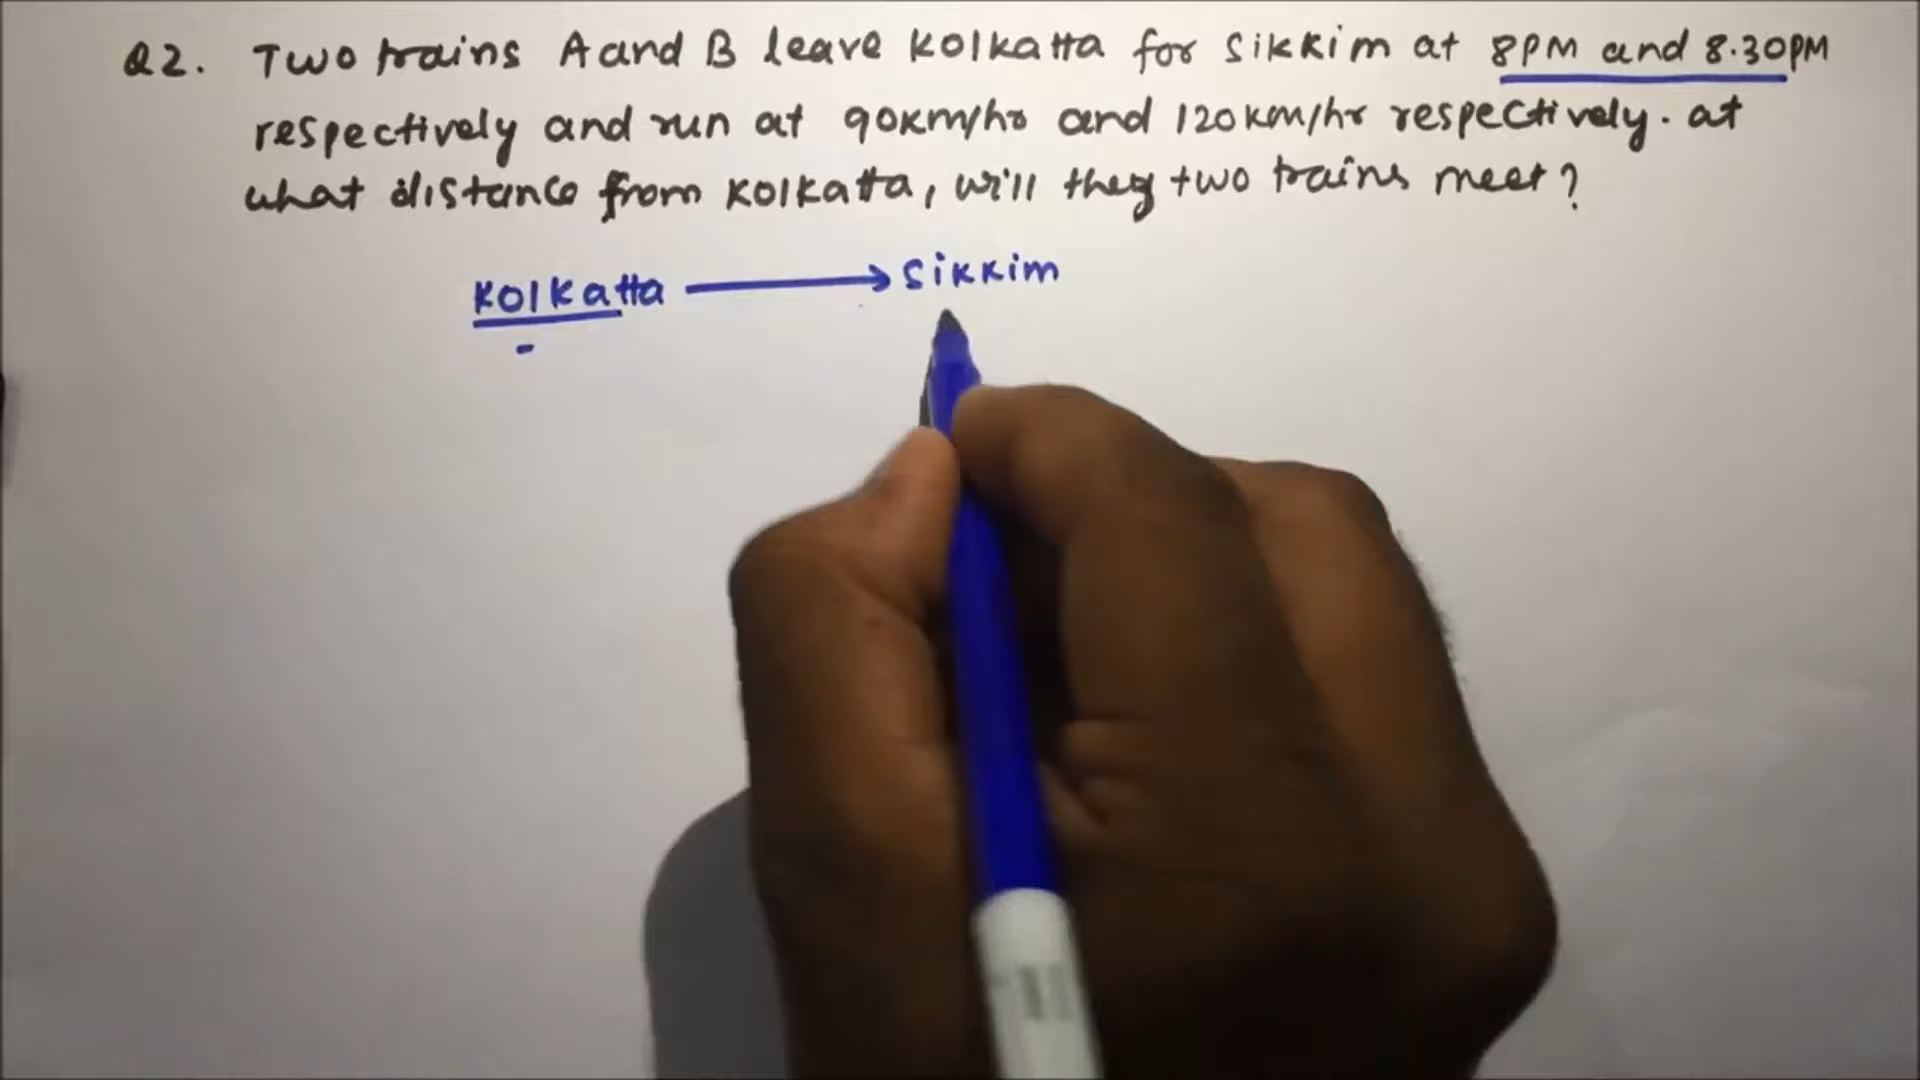 Q2. Two trains A and B leave Kolkatta for Sikkim at 8PM and 8.30PM
respectively and run at 90km/hr and 120km/hr respectively. at
what distance from Kolkatta, will they two trains meet?
Kolkatta → Sikkim